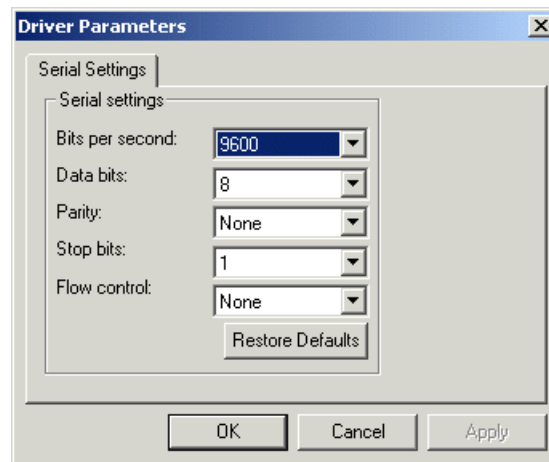 Driver Parameters
Serial Settings
Serial settings
Bits per second: 9600
Data bits: 8
Parity: None
Stop bits: 1
Flow control: None
Restore Defaults
OK Cancel Apply